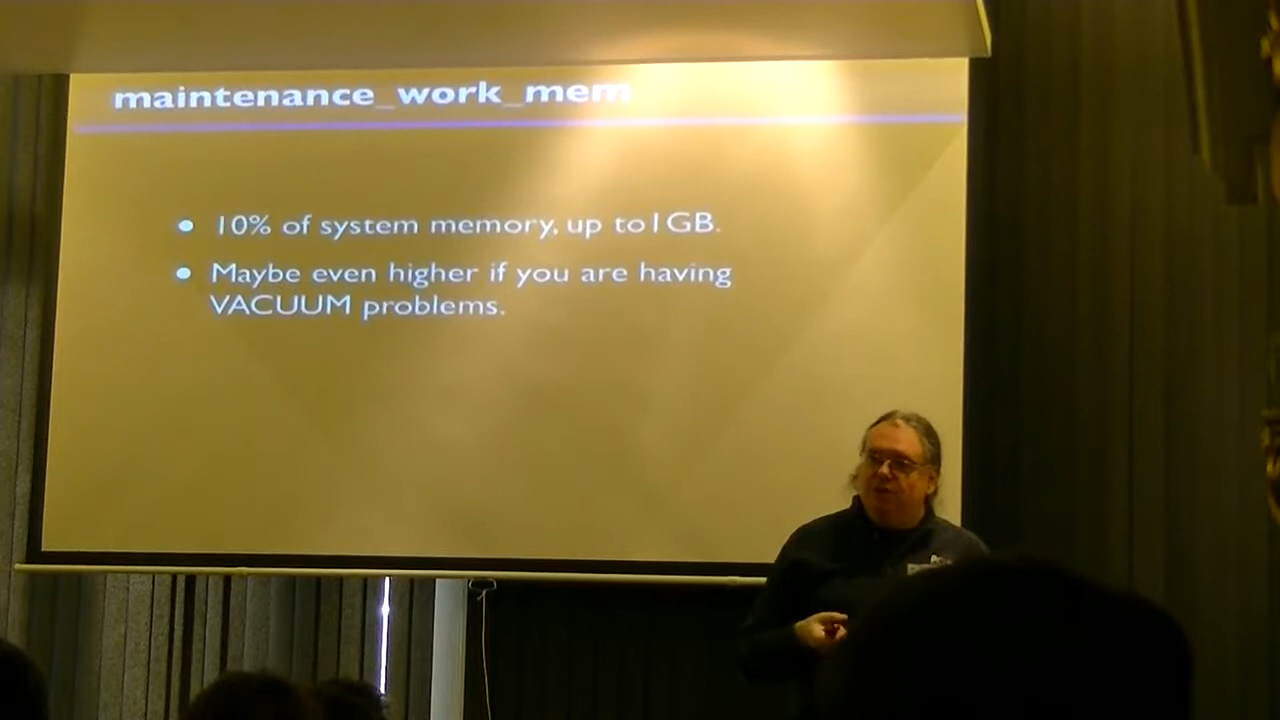 maintenance_work_mem
10% of system memory, up to 1GB.
Maybe even higher if you are having
VACUUM problems.